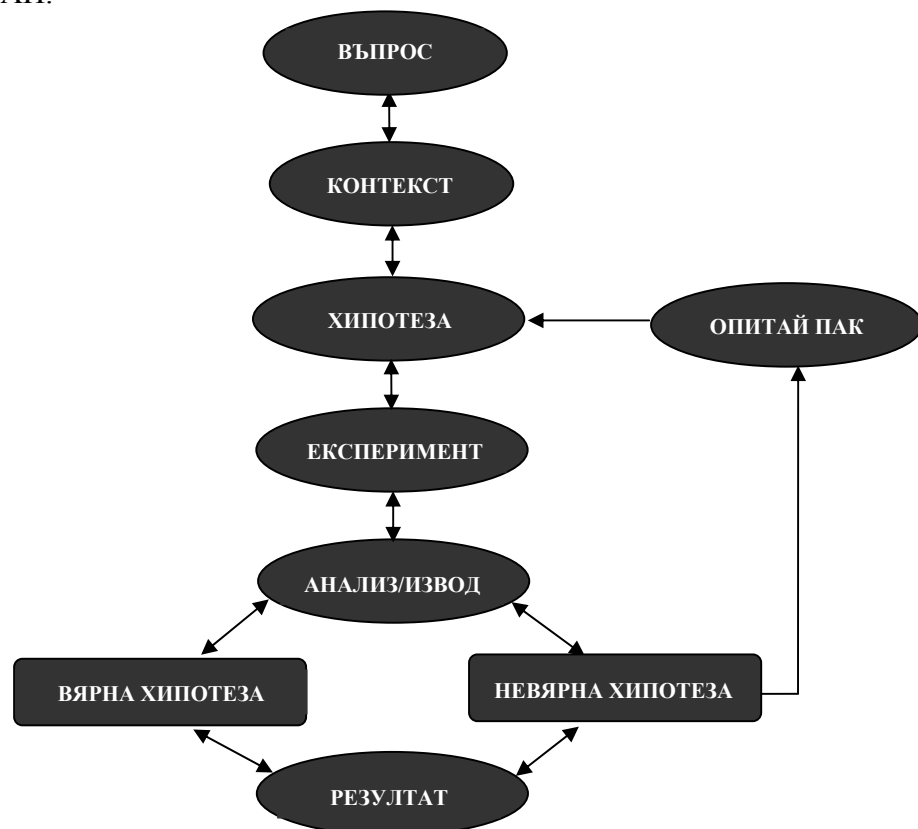 ВЪПРОС
КОНТЕКСТ
ХИПОТЕЗА
ОПИТАЙ ПАК
ЕКСПЕРИМЕНТ
АНАЛИЗ/ИЗВОД
ВЯРНА ХИПОТЕЗА
НЕВЯРНА ХИПОТЕЗА
РЕЗУЛТАТ